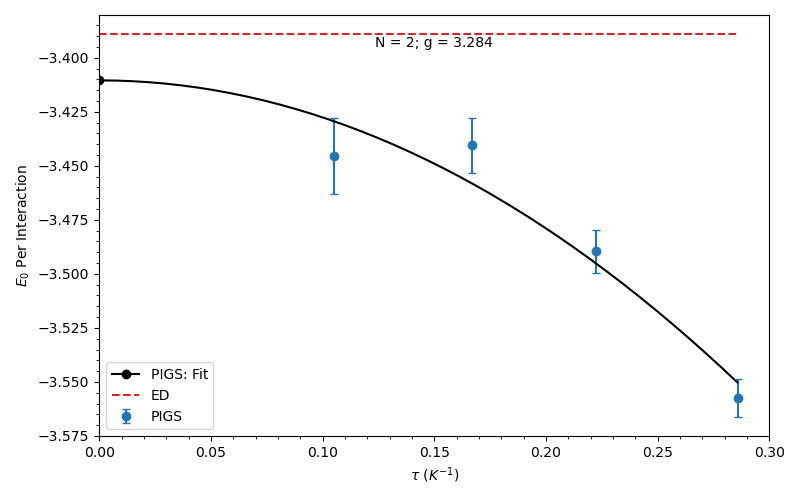 N = 2; g = 3.284
−3.400
−3.425
−3.450
−3.475
−3.500
−3.525
−3.550
−3.575
E₀ Per Interaction
PIGS: Fit
ED
PIGS
0.00 0.05 0.10 0.15 0.20 0.25 0.30
τ (K⁻¹)